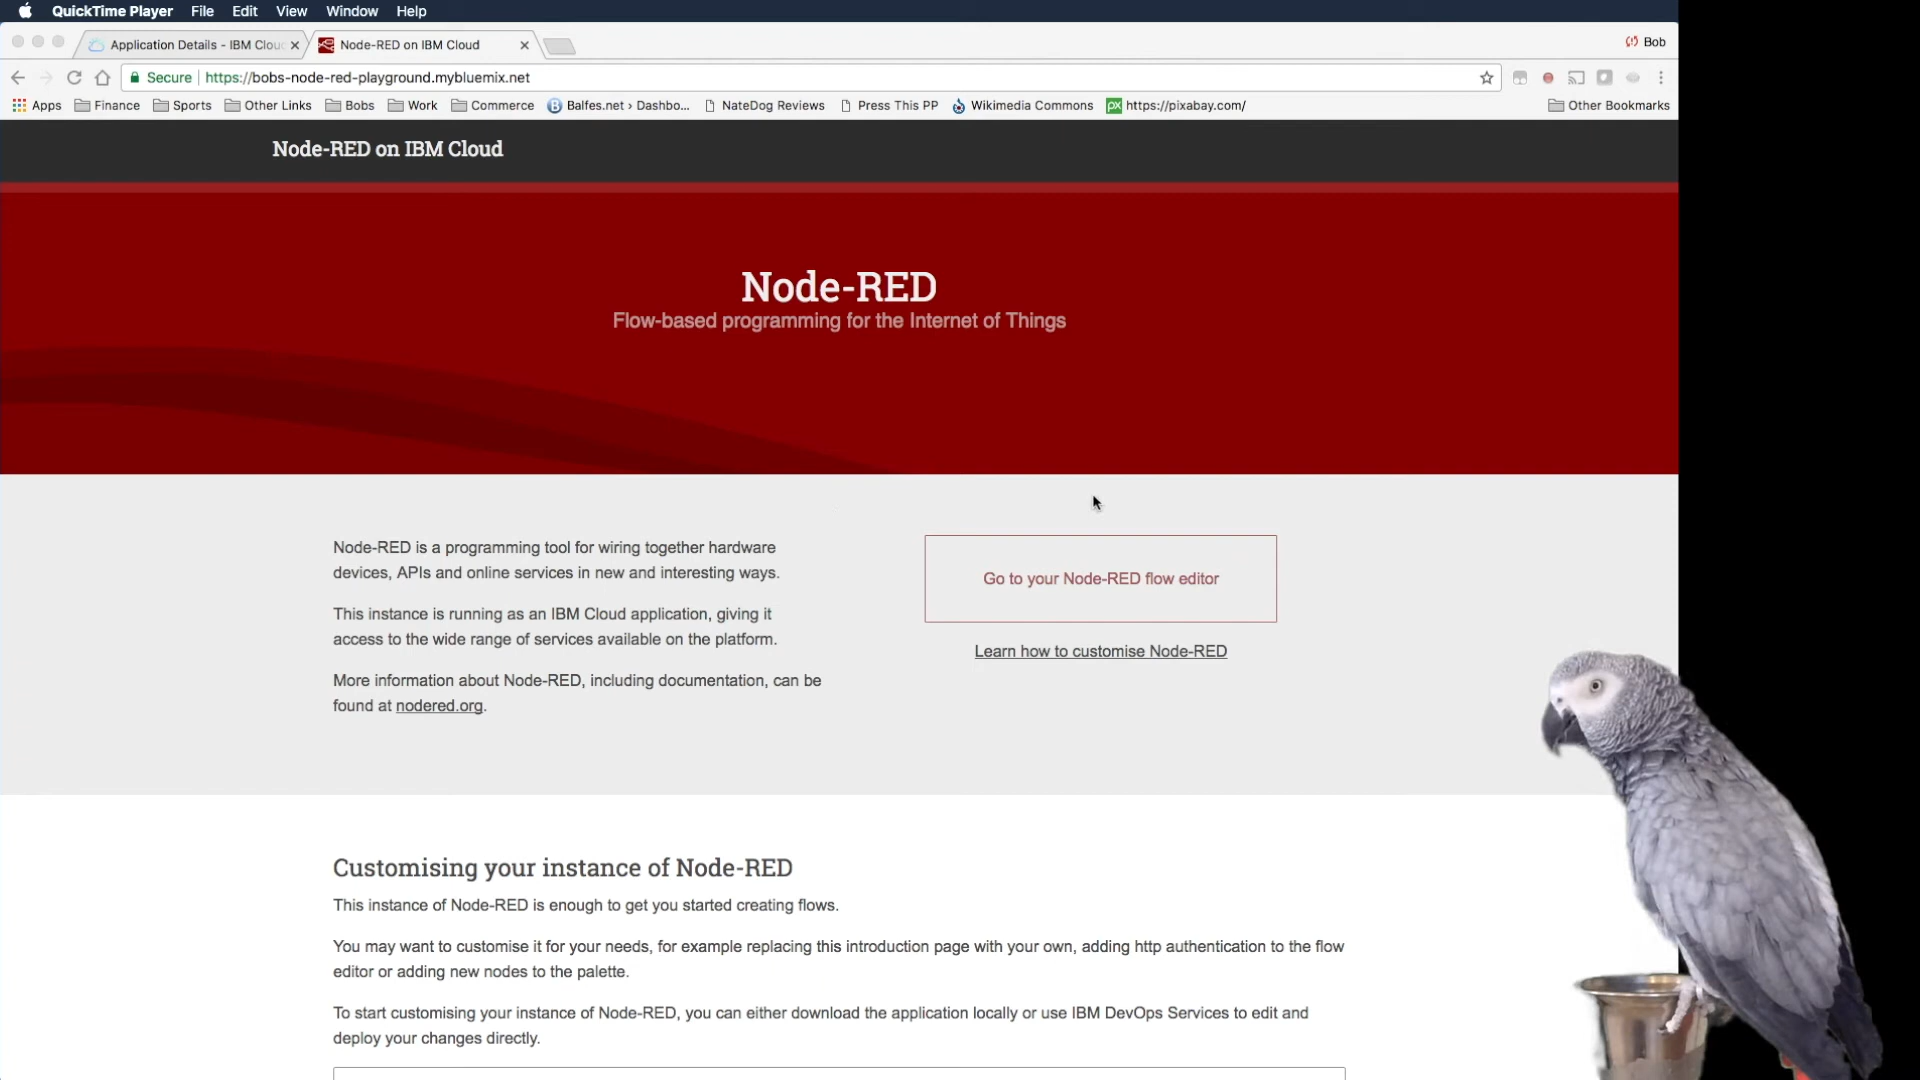 QuickTime Player File Edit View Window Help
Application Details - IBM Clou
Node-RED on IBM Cloud
Bob
Secure https://bobs-node-red-playground.mybluemix.net
Apps Finance Sports Other Links Bobs Work Commerce Balfes.net › Dashbo... NateDog Reviews Press This PP Wikimedia Commons px https://pixabay.com/ Other Bookmarks
Node-RED on IBM Cloud
Node-RED
Flow-based programming for the Internet of Things
Node-RED is a programming tool for wiring together hardware
devices, APIs and online services in new and interesting ways.
This instance is running as an IBM Cloud application, giving it
access to the wide range of services available on the platform.
More information about Node-RED, including documentation, can be
found at nodered.org.
Go to your Node-RED flow editor
Learn how to customise Node-RED
Customising your instance of Node-RED
This instance of Node-RED is enough to get you started creating flows.
You may want to customise it for your needs, for example replacing this introduction page with your own, adding http authentication to the flow
editor or adding new nodes to the palette.
To start customising your instance of Node-RED, you can either download the application locally or use IBM DevOps Services to edit and
deploy your changes directly.